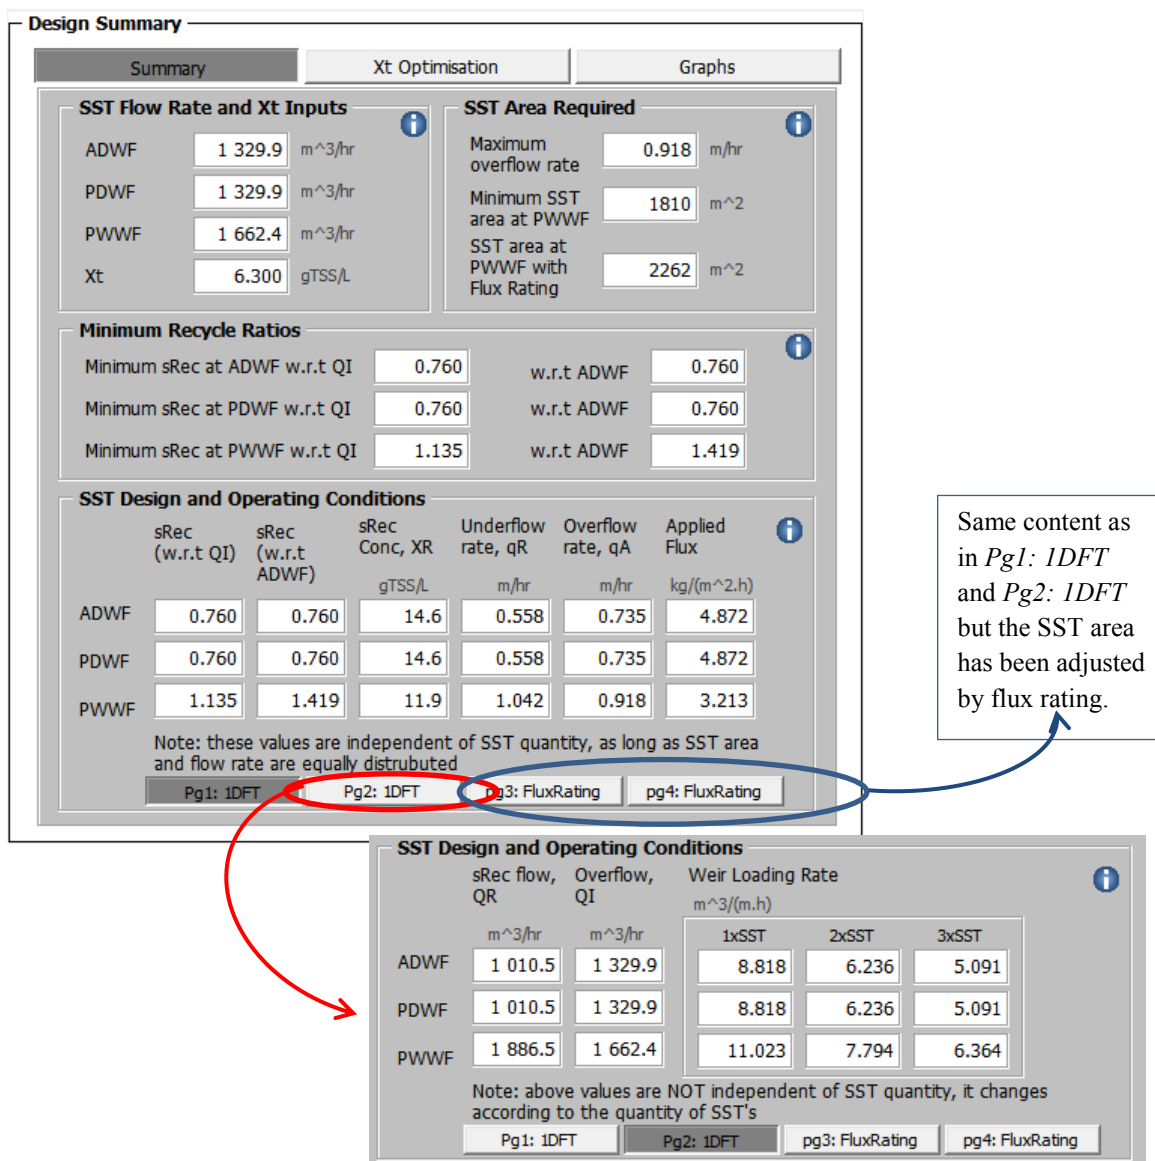 Design Summary
Summary Xt Optimisation Graphs
SST Flow Rate and Xt Inputs
ADWF 1 329.9 m^3/hr
PDWF 1 329.9 m^3/hr
PWWF 1 662.4 m^3/hr
Xt 6.300 gTSS/L
SST Area Required
Maximum
overflow rate 0.918 m/hr
Minimum SST
area at PWWF 1810 m^2
SST area at
PWWF with
Flux Rating 2262 m^2
Minimum Recycle Ratios
Minimum sRec at ADWF w.r.t QI 0.760 w.r.t ADWF 0.760
Minimum sRec at PDWF w.r.t QI 0.760 w.r.t ADWF 0.760
Minimum sRec at PWWF w.r.t QI 1.135 w.r.t ADWF 1.419
SST Design and Operating Conditions
sRec
(w.r.t QI)
sRec
(w.r.t
ADWF)
sRec
Conc, XR
Underflow
rate, qR
Overflow
rate, qA
Applied
Flux
gTSS/L m/hr m/hr kg/(m^2.h)
ADWF 0.760 0.760 14.6 0.558 0.735 4.872
PDWF 0.760 0.760 14.6 0.558 0.735 4.872
PWWF 1.135 1.419 11.9 1.042 0.918 3.213
Note: these values are independent of SST quantity, as long as SST area
and flow rate are equally distrubuted
Pg1: 1DFT Pg2: 1DFT pg3: FluxRating pg4: FluxRating
Same content as
in Pg1: 1DFT
and Pg2: 1DFT
but the SST area
has been adjusted
by flux rating.
SST Design and Operating Conditions
sRec flow,
QR
Overflow,
QI
Weir Loading Rate
m^3/(m.h)
m^3/hr m^3/hr 1xSST 2xSST 3xSST
ADWF 1 010.5 1 329.9 8.818 6.236 5.091
PDWF 1 010.5 1 329.9 8.818 6.236 5.091
PWWF 1 886.5 1 662.4 11.023 7.794 6.364
Note: above values are NOT independent of SST quantity, it changes
according to the quantity of SST's
Pg1: 1DFT Pg2: 1DFT pg3: FluxRating pg4: FluxRating